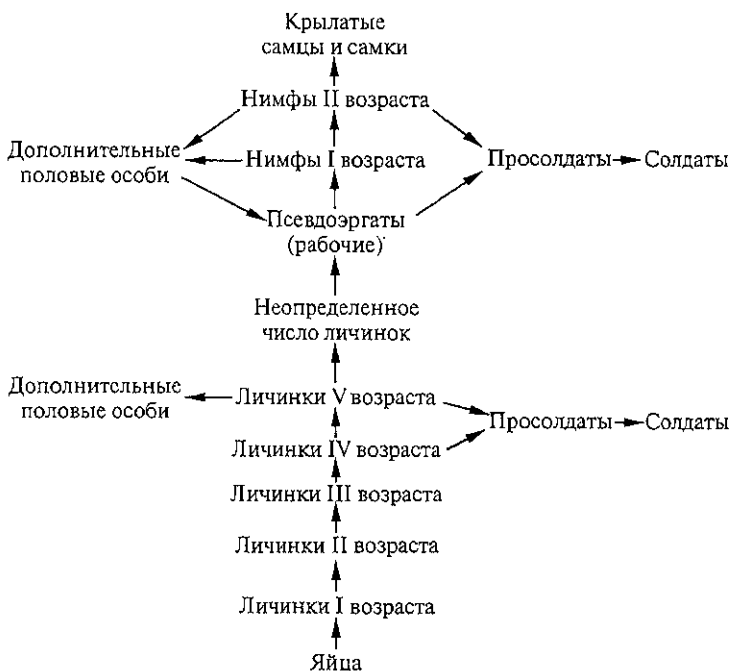 Крылатые
самцы и самки
Нимфы II возраста
Дополнительные
половые особи
Нимфы I возраста
Просолдаты
Солдаты
Псевдоэргаты
(рабочие)
Неопределенное
число личинок
Дополнительные
половые особи
Личинки V возраста
Просолдаты
Солдаты
Личинки IV возраста
Личинки III возраста
Личинки II возраста
Личинки I возраста
Яйца